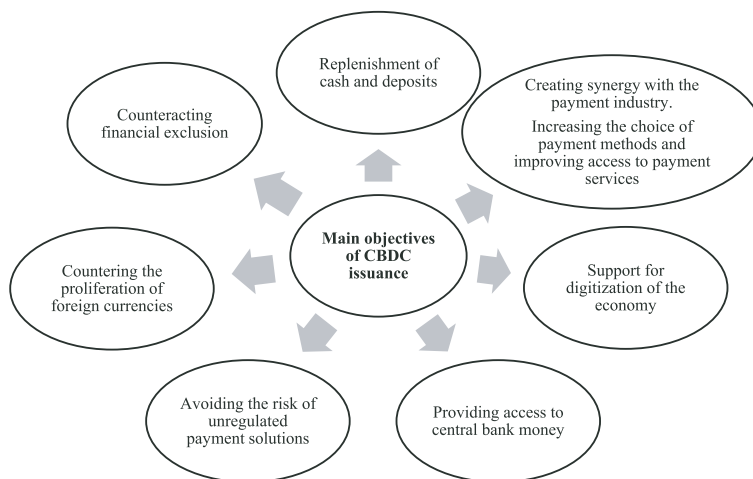 Replenishment of
cash and deposits
Creating synergy with the
payment industry.
Increasing the choice of
payment methods and
improving access to payment
services
Counteracting
financial exclusion
Main objectives
of CBDC
issuance
Countering the
proliferation of
foreign currencies
Support for
digitization of the
economy
Avoiding the risk of
unregulated
payment solutions
Providing access to
central bank money